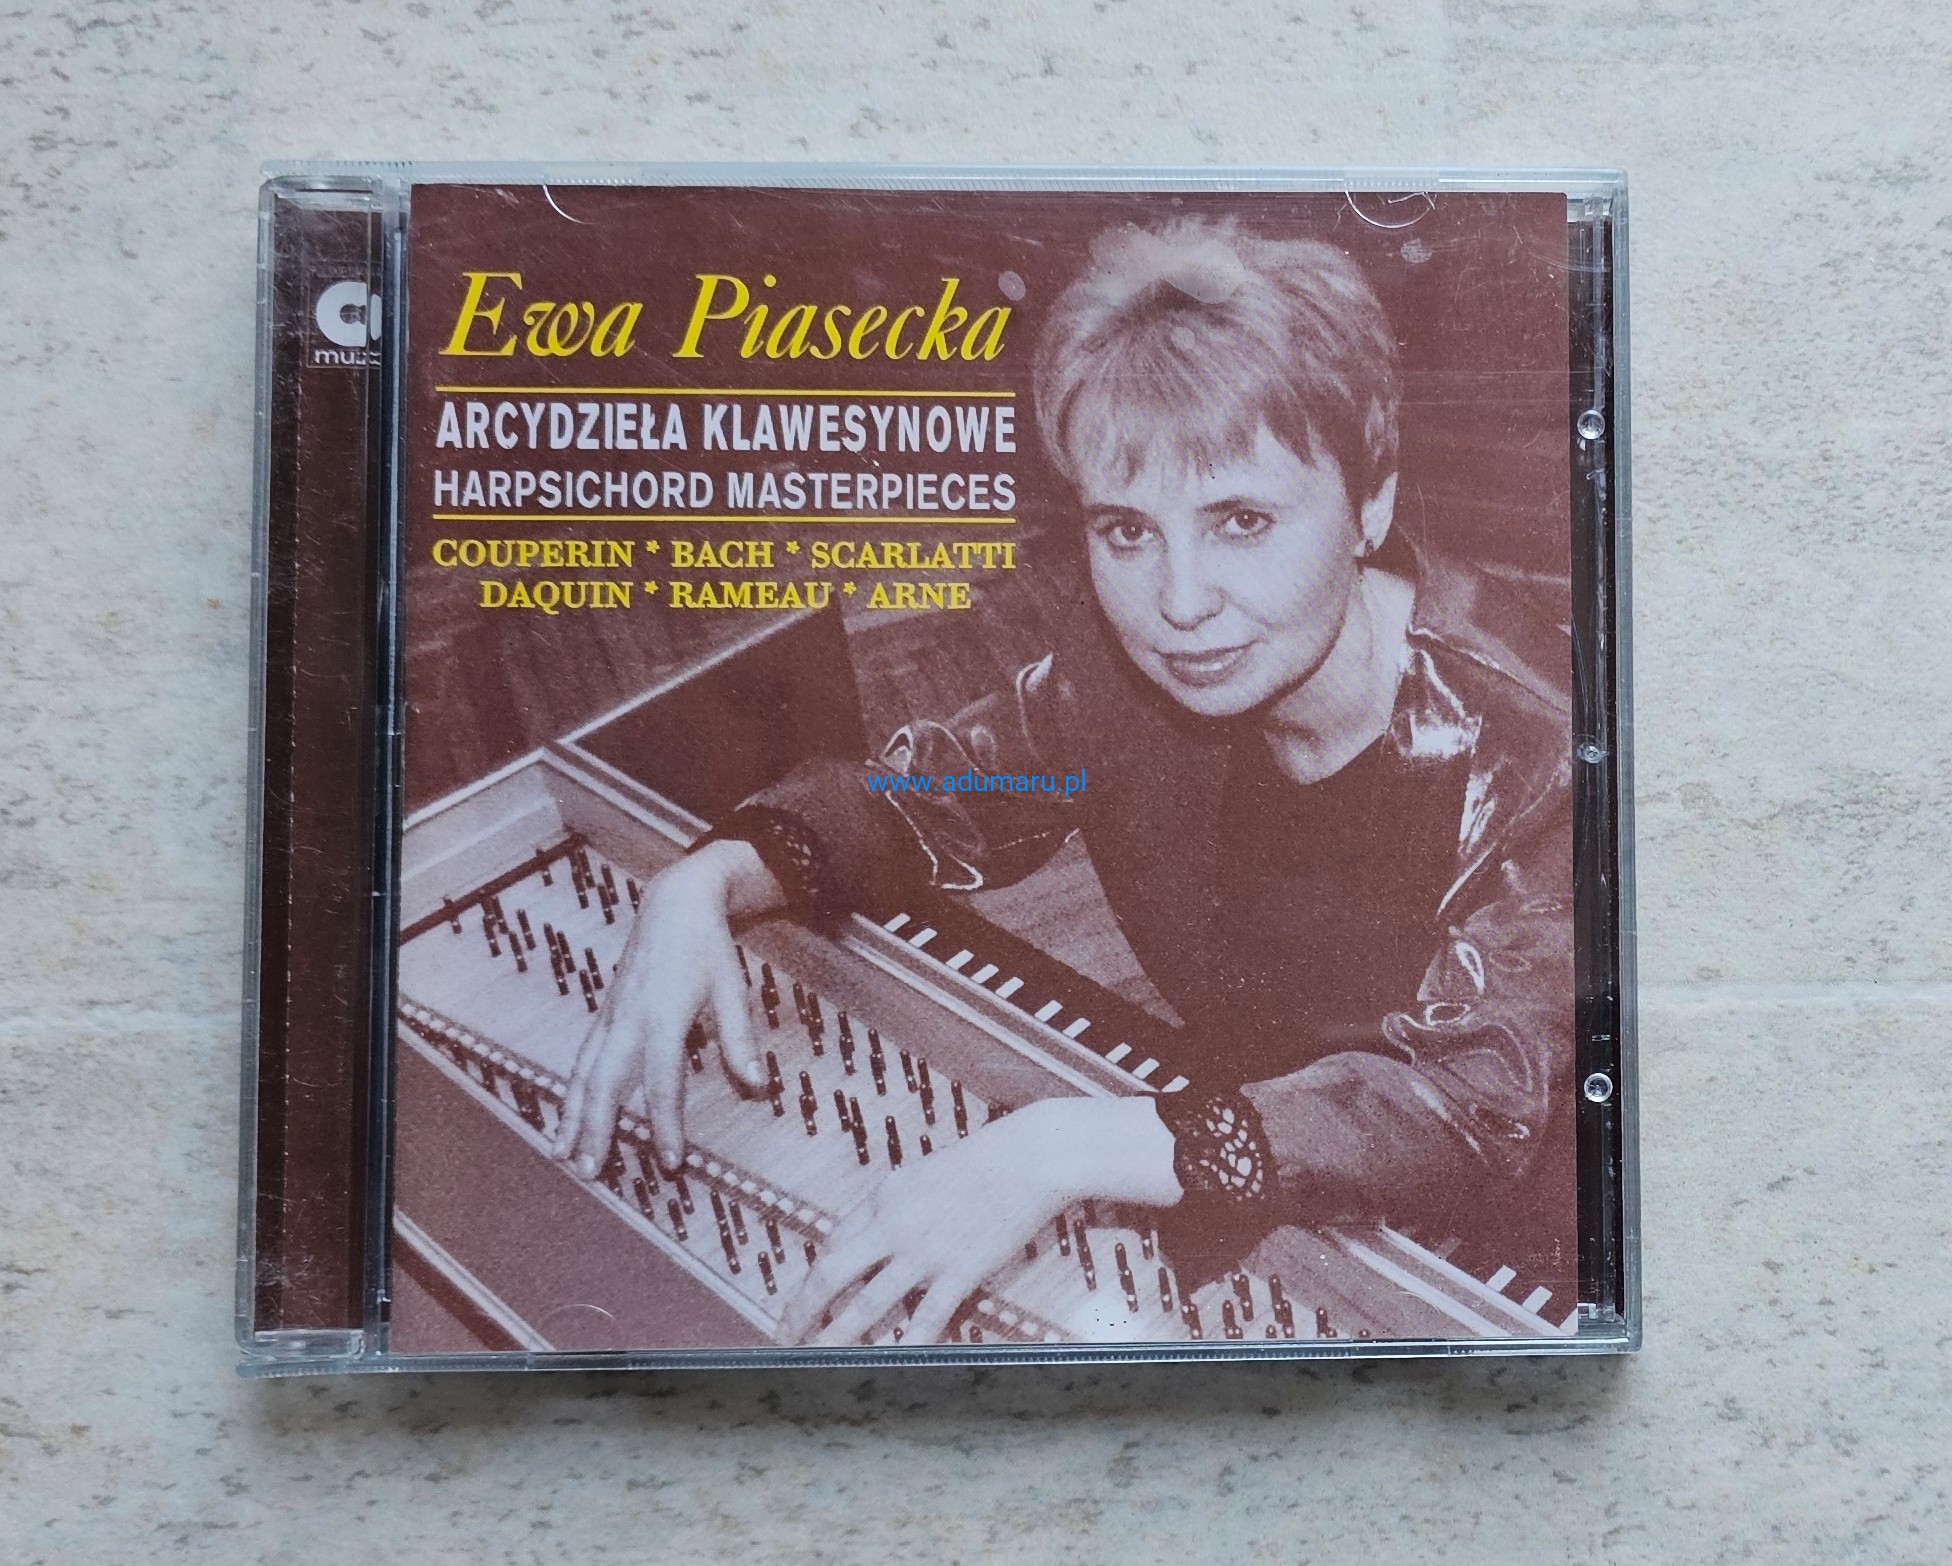 Ewa Piasecka
ARCYDZIEŁA KLAWESYNOWE
HARPSICHORD MASTERPIECES
COUPERIN * BACH * SCARLATTI
DAQUIN * RAMEAU * ARNE
www.adumaru.pl